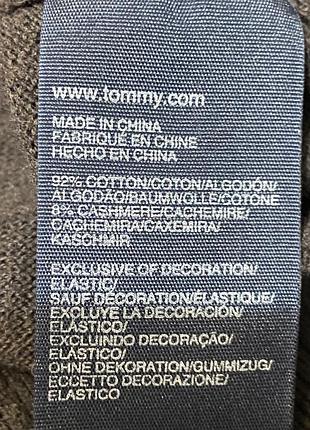 www.tommy.com
MADE IN CHINA
FABRIQUÉ EN CHINE
HECHO EN CHINA
92% COTTON/COTON/ALGODÓN/
ALGODÃO/BAUMWOLLE/COTONE
8% CASHMERE/CACHEMIRE/
CACHEMIRA/CAXEMIRA/
KASCHMIR
EXCLUSIVE OF DECORATION/
ELASTIC/
SAUF DECORATION/ÉLASTIQUE/
EXCLUYE LA DECORACIÓN/
ELÁSTICO/
EXCLUINDO DECORAÇÃO/
ELÁSTICO/
OHNE DEKORATION/GUMMIZUG/
ECCETTO DECORAZIONE/
ELASTICO